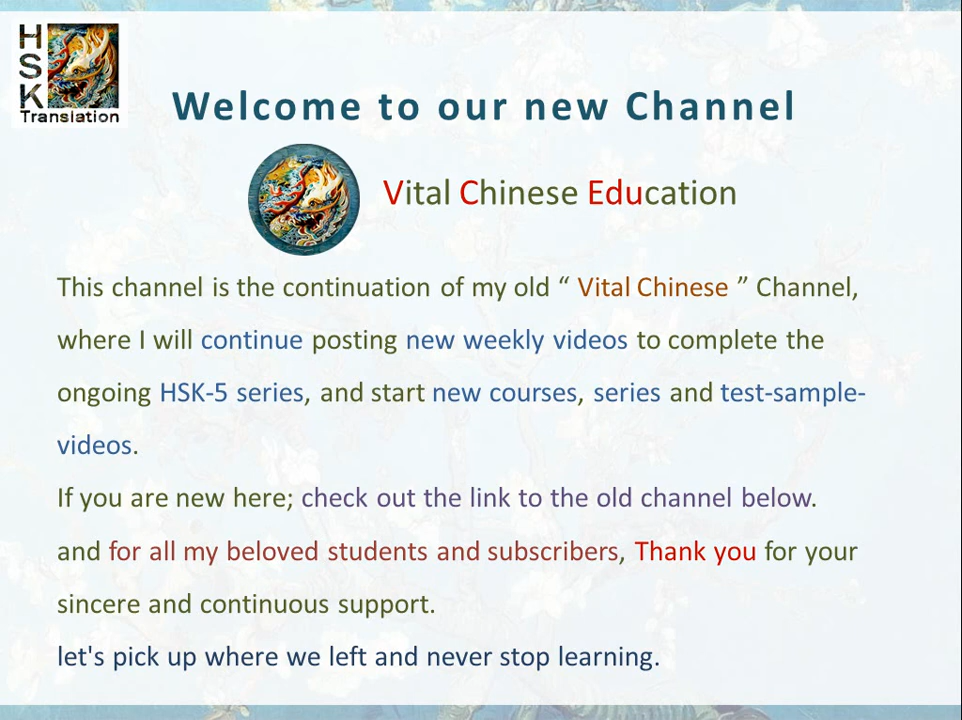 HSK
Translation
Welcome to our new Channel
Vital Chinese Education
This channel is the continuation of my old “ Vital Chinese ” Channel,
where I will continue posting new weekly videos to complete the
ongoing HSK-5 series, and start new courses, series and test-sample-
videos.
If you are new here; check out the link to the old channel below.
and for all my beloved students and subscribers, Thank you for your
sincere and continuous support.
let's pick up where we left and never stop learning.